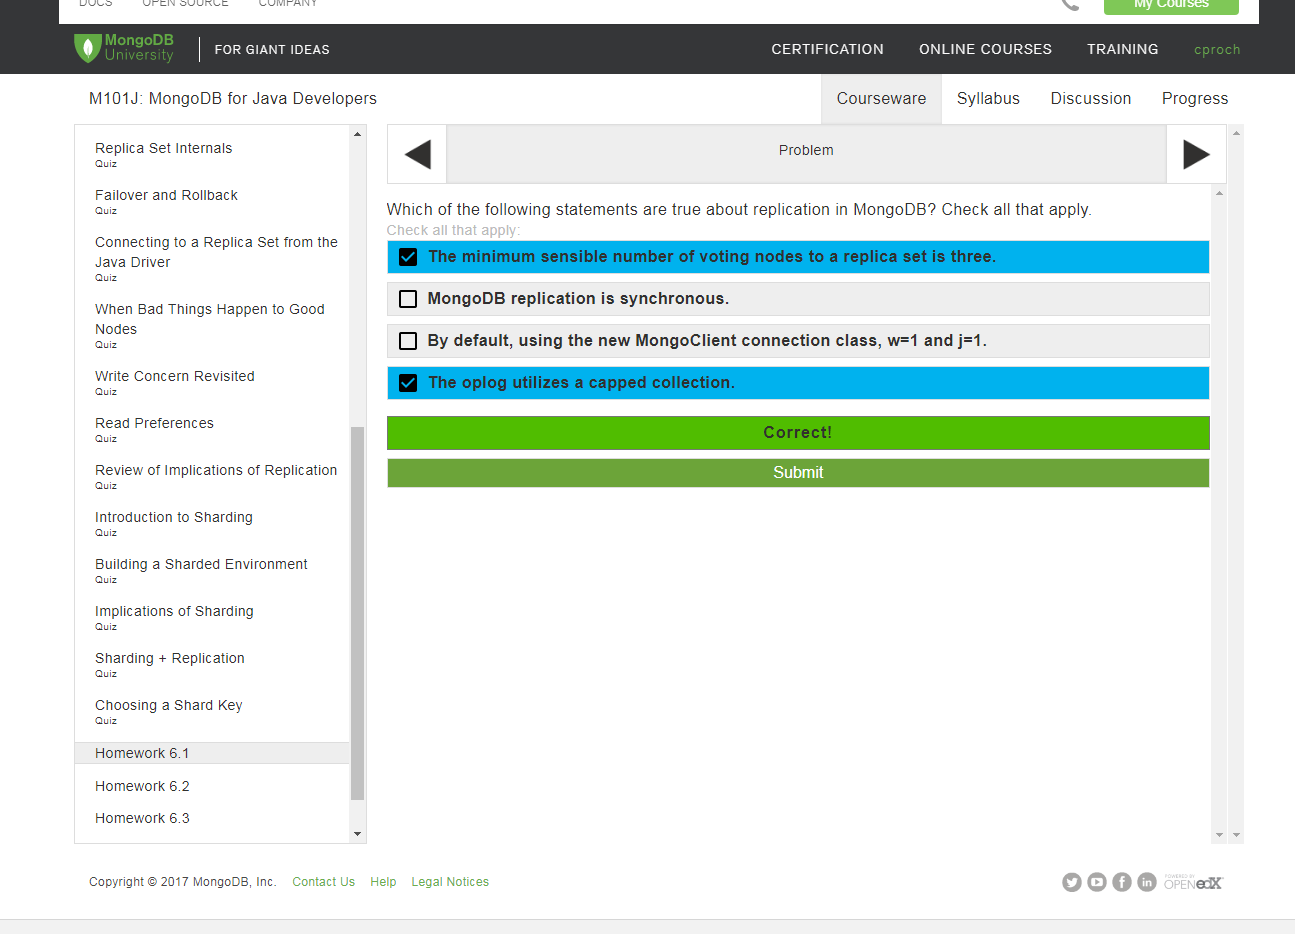 DOCS OPEN SOURCE COMPANY My Courses
MongoDB
University
FOR GIANT IDEAS
CERTIFICATION ONLINE COURSES TRAINING cproch
M101J: MongoDB for Java Developers
Courseware Syllabus Discussion Progress
Replica Set Internals
Quiz
Failover and Rollback
Quiz
Connecting to a Replica Set from the
Java Driver
Quiz
When Bad Things Happen to Good
Nodes
Quiz
Write Concern Revisited
Quiz
Read Preferences
Quiz
Review of Implications of Replication
Quiz
Introduction to Sharding
Quiz
Building a Sharded Environment
Quiz
Implications of Sharding
Quiz
Sharding + Replication
Quiz
Choosing a Shard Key
Quiz
Homework 6.1
Homework 6.2
Homework 6.3
Problem
Which of the following statements are true about replication in MongoDB? Check all that apply.
Check all that apply:
The minimum sensible number of voting nodes to a replica set is three.
MongoDB replication is synchronous.
By default, using the new MongoClient connection class, w=1 and j=1.
The oplog utilizes a capped collection.
Correct!
Submit
Copyright © 2017 MongoDB, Inc. Contact Us Help Legal Notices
POWERED BY
OPEN edX